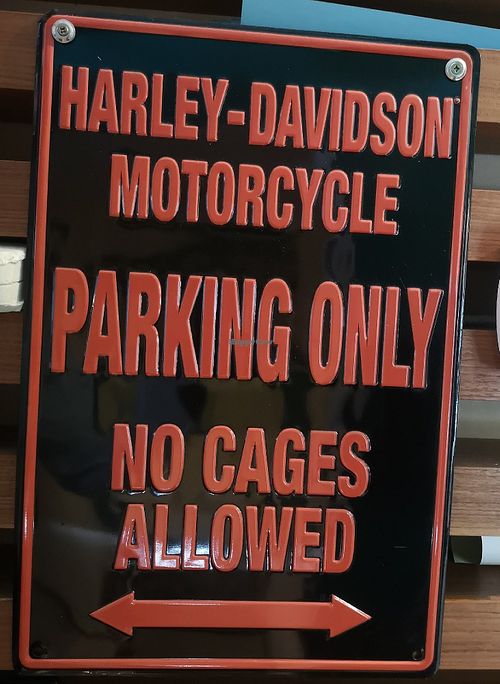 HARLEY-DAVIDSON
MOTORCYCLE
PARKING ONLY
NO CAGES
ALLOWED